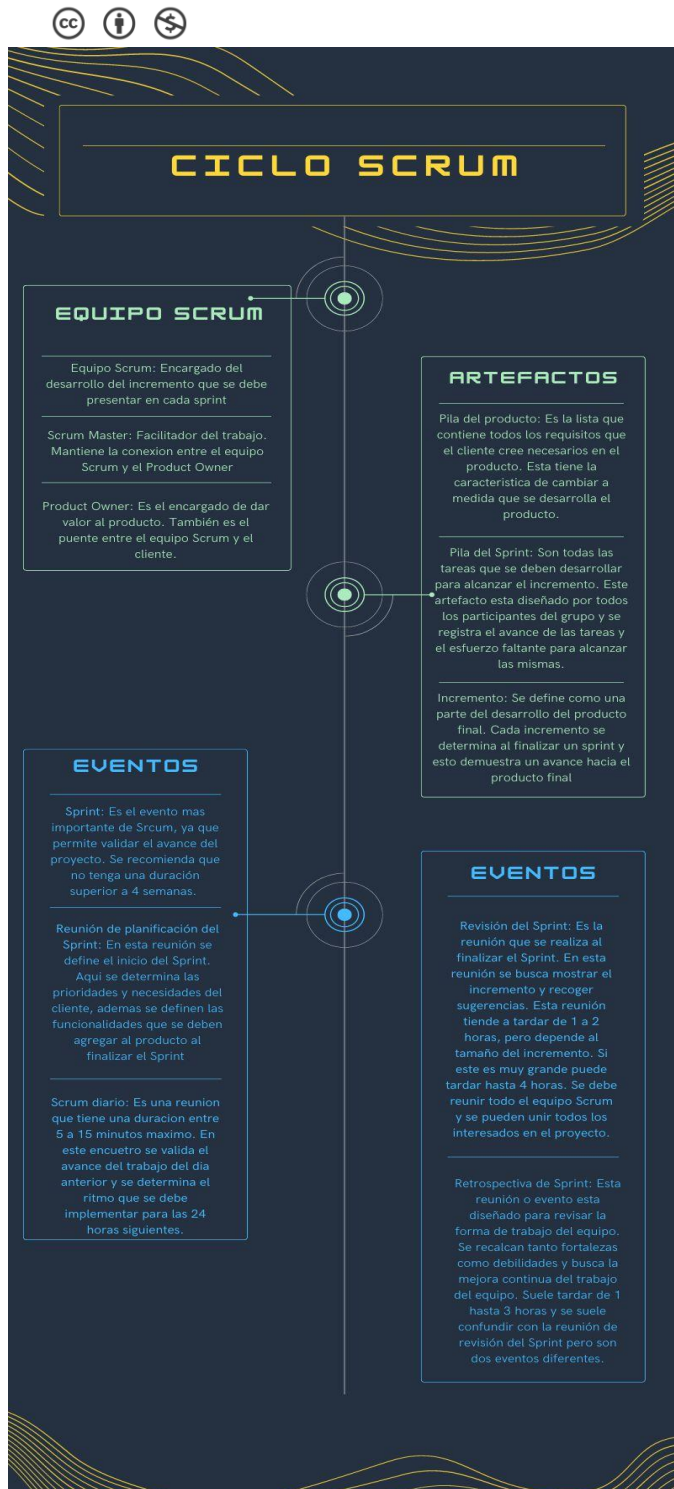 cc
CICLO SCRUM
EQUIPO SCRUM
Equipo Scrum: Encargado del
desarrollo del incremento que se debe
presentar en cada sprint
Scrum Master: Facilitador del trabajo.
Mantiene la conexion entre el equipo
Scrum y el Product Owner
Product Owner: Es el encargado de dar
valor al producto. También es el
puente entre el equipo Scrum y el
cliente.
ARTEFACTOS
Pila del producto: Es la lista que
contiene todos los requisitos que
el cliente cree necesarios en el
producto. Esta tiene la
caracteristica de cambiar a
medida que se desarrolla el
producto.
Pila del Sprint: Son todas las
tareas que se deben desarrollar
para alcanzar el incremento. Este
artefacto esta diseñado por todos
los participantes del grupo y se
registra el avance de las tareas y
el esfuerzo faltante para alcanzar
las mismas.
Incremento: Se define como una
parte del desarrollo del producto
final. Cada incremento se
determina al finalizar un sprint y
esto demuestra un avance hacia el
producto final
EVENTOS
Sprint: Es el evento mas
importante de Srcum, ya que
permite validar el avance del
proyecto. Se recomienda que
no tenga una duración
superior a 4 semanas.
Reunión de planificación del
Sprint: En esta reunión se
define el inicio del Sprint.
Aqui se determina las
prioridades y necesidades del
cliente, ademas se definen las
funcionalidades que se deben
agregar al producto al
finalizar el Sprint
Scrum diario: Es una reunion
que tiene una duracion entre
5 a 15 minutos maximo. En
este encuetro se valida el
avance del trabajo del dia
anterior y se determina el
ritmo que se debe
implementar para las 24
horas siguientes.
EVENTOS
Revisión del Sprint: Es la
reunión que se realiza al
finalizar el Sprint. En esta
reunión se busca mostrar el
incremento y recoger
sugerencias. Esta reunión
tiende a tardar de 1 a 2
horas, pero depende al
tamaño del incremento. Si
este es muy grande puede
tardar hasta 4 horas. Se debe
reunir todo el equipo Scrum
y se pueden unir todos los
interesados en el proyecto.
Retrospectiva de Sprint: Esta
reunión o evento esta
diseñado para revisar la
forma de trabajo del equipo.
Se recalcan tanto fortalezas
como debilidades y busca la
mejora continua del trabajo
del equipo. Suele tardar de 1
hasta 3 horas y se suele
confundir con la reunión de
revisión del Sprint pero son
dos eventos diferentes.